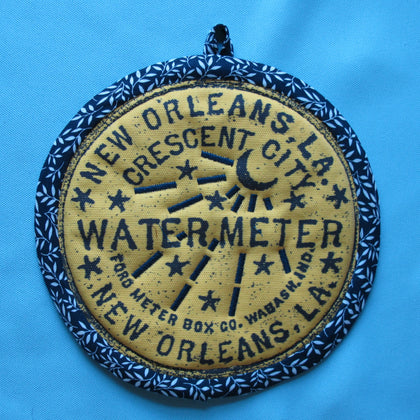 NEW ORLEANS, LA.
CRESCENT CITY
WATER METER
FORD METER BOX CO. WABASH, IND.
NEW ORLEANS, LA.